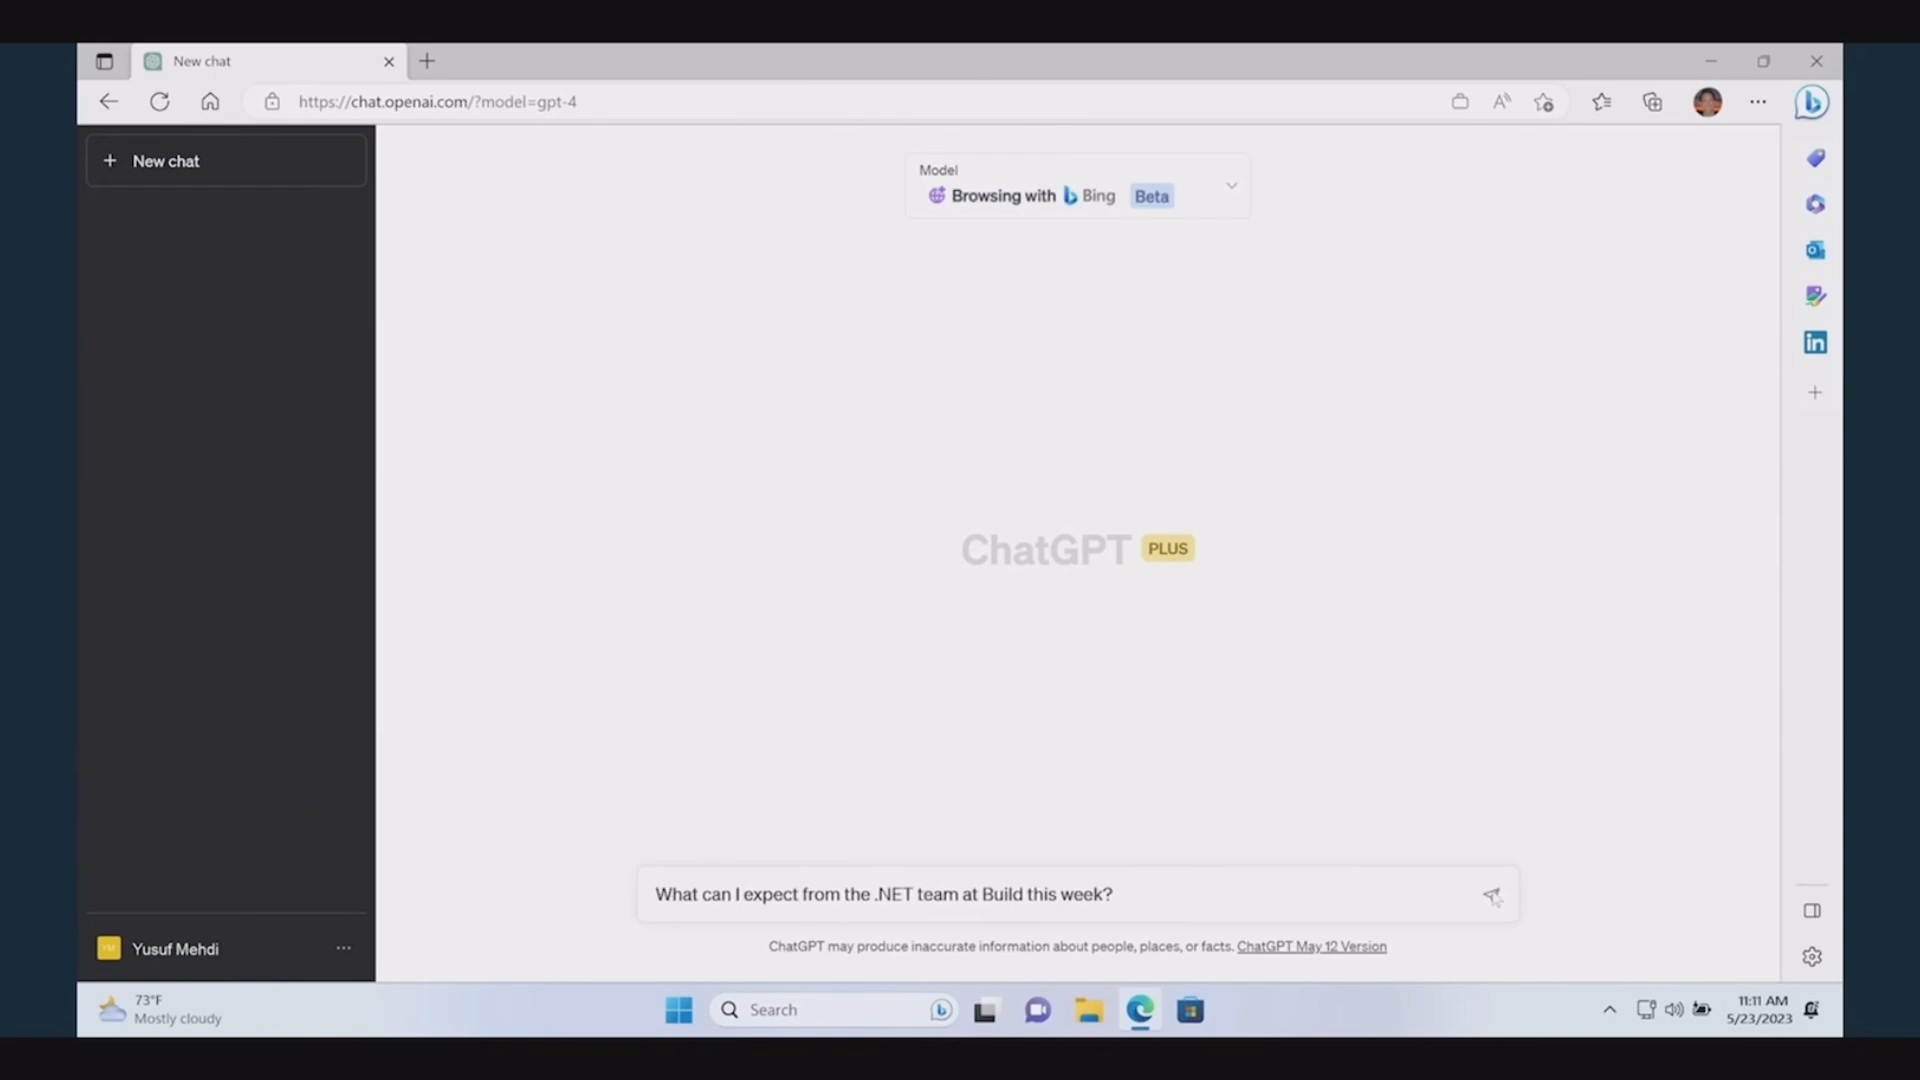 New chat
https://chat.openai.com/?model=gpt-4
New chat
Model
Browsing with Bing Beta
ChatGPT PLUS
What can I expect from the .NET team at Build this week?
ChatGPT may produce inaccurate information about people, places, or facts. ChatGPT May 12 Version
YM Yusuf Mehdi
73°F
Mostly cloudy
Search
11:11 AM
5/23/2023